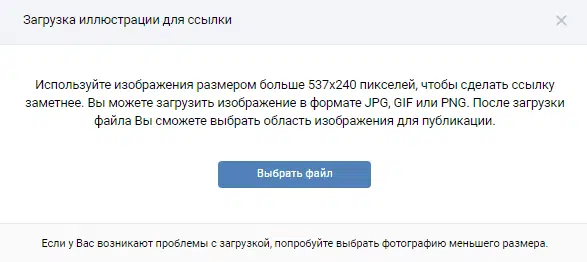 Загрузка иллюстрации для ссылки
Используйте изображения размером больше 537x240 пикселей, чтобы сделать ссылку
заметнее. Вы можете загрузить изображение в формате JPG, GIF или PNG. После загрузки
файла Вы сможете выбрать область изображения для публикации.
Выбрать файл
Если у Вас возникают проблемы с загрузкой, попробуйте выбрать фотографию меньшего размера.